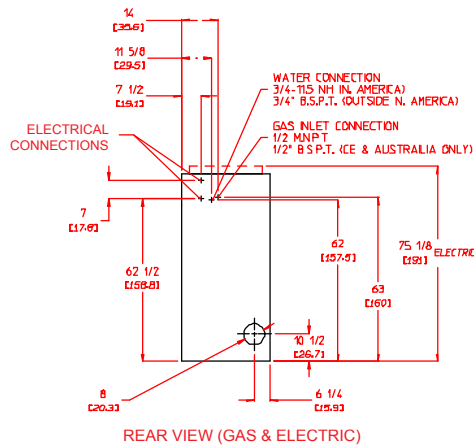 14
[35.6]
11 5/8
[29.5]
7 1/2
[19.1]
WATER CONNECTION
3/4-11.5 NH (N. AMERICA)
3/4" B.S.P.T. (OUTSIDE N. AMERICA)
ELECTRICAL
CONNECTIONS
GAS INLET CONNECTION
1/2 M.N.P.T
1/2" B.S.P.T. (CE & AUSTRAILIA ONLY)
7
[17.8]
62 1/2
[158.8]
62
[157.5]
75 1/8
[191]
ELECTRIC
63
[160]
10 1/2
[26.7]
8
[20.3]
6 1/4
[15.9]
REAR VIEW (GAS & ELECTRIC)